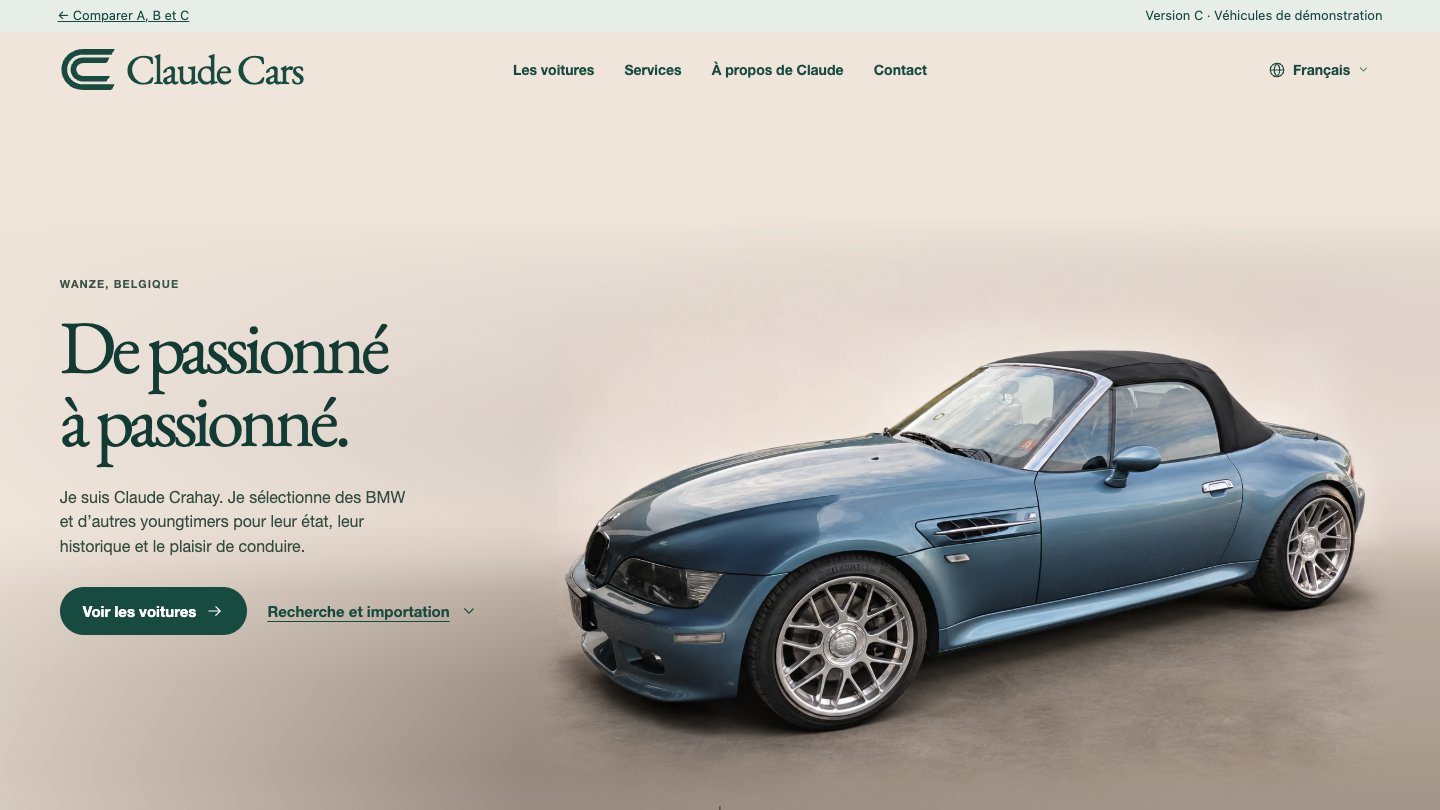 ← Comparer A, B et C
Version C · Véhicules de démonstration
Claude Cars
Les voitures
Services
À propos de Claude
Contact
Français
WANZE, BELGIQUE
De passionné
à passionné.
Je suis Claude Crahay. Je sélectionne des BMW
et d’autres youngtimers pour leur état, leur
historique et le plaisir de conduire.
Voir les voitures →
Recherche et importation